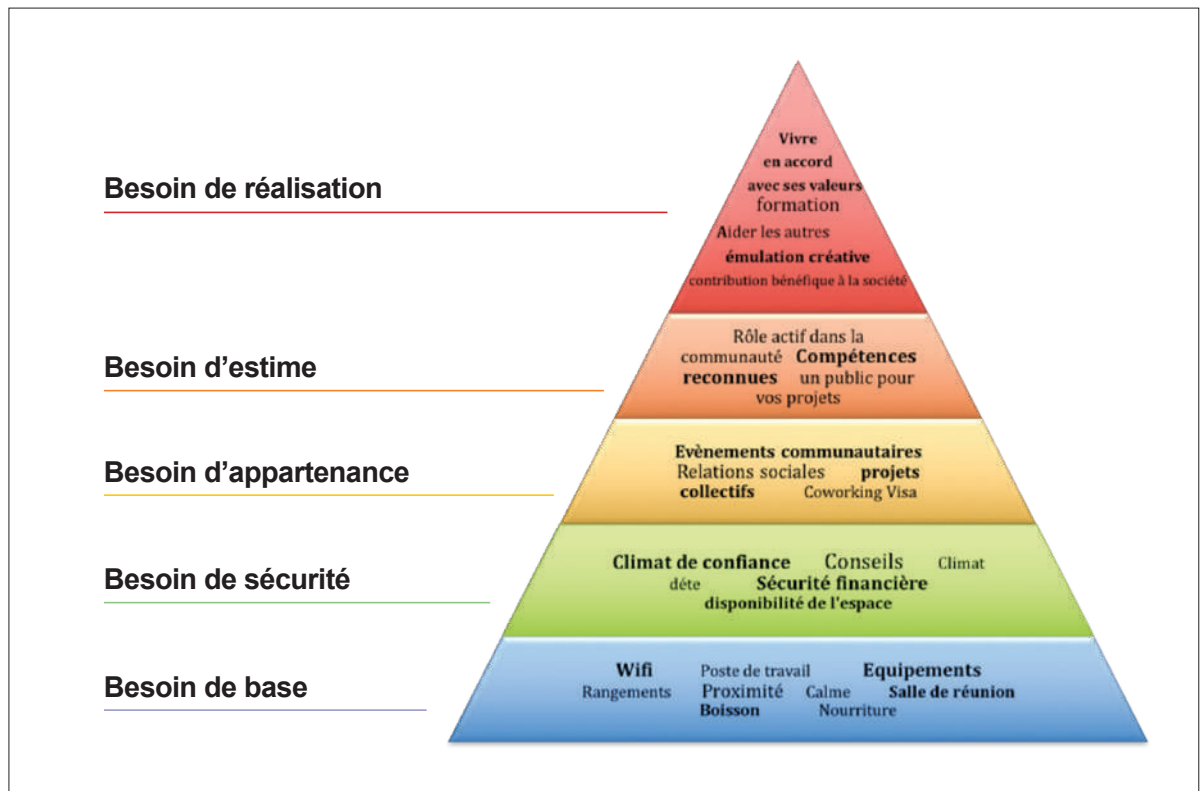 Vivre
en accord
avec ses valeurs
formation
Besoin de réalisation
Aider les autres
émulation créative
contribution bénéfique à la société
Rôle actif dans la
communauté Compétences
Besoin d'estime
reconnues un public pour
vos projets
Evènements communautaires
Besoin d'appartenance
Relations sociales projets
collectifs Coworking Visa
Climat de confiance Conseils Climat
Besoin de sécurité
déte Sécurité financière
disponibilité de l'espace
Wifi Poste de travail Equipements
Besoin de base
Rangements Proximité Calme Salle de réunion
Boisson Nourriture